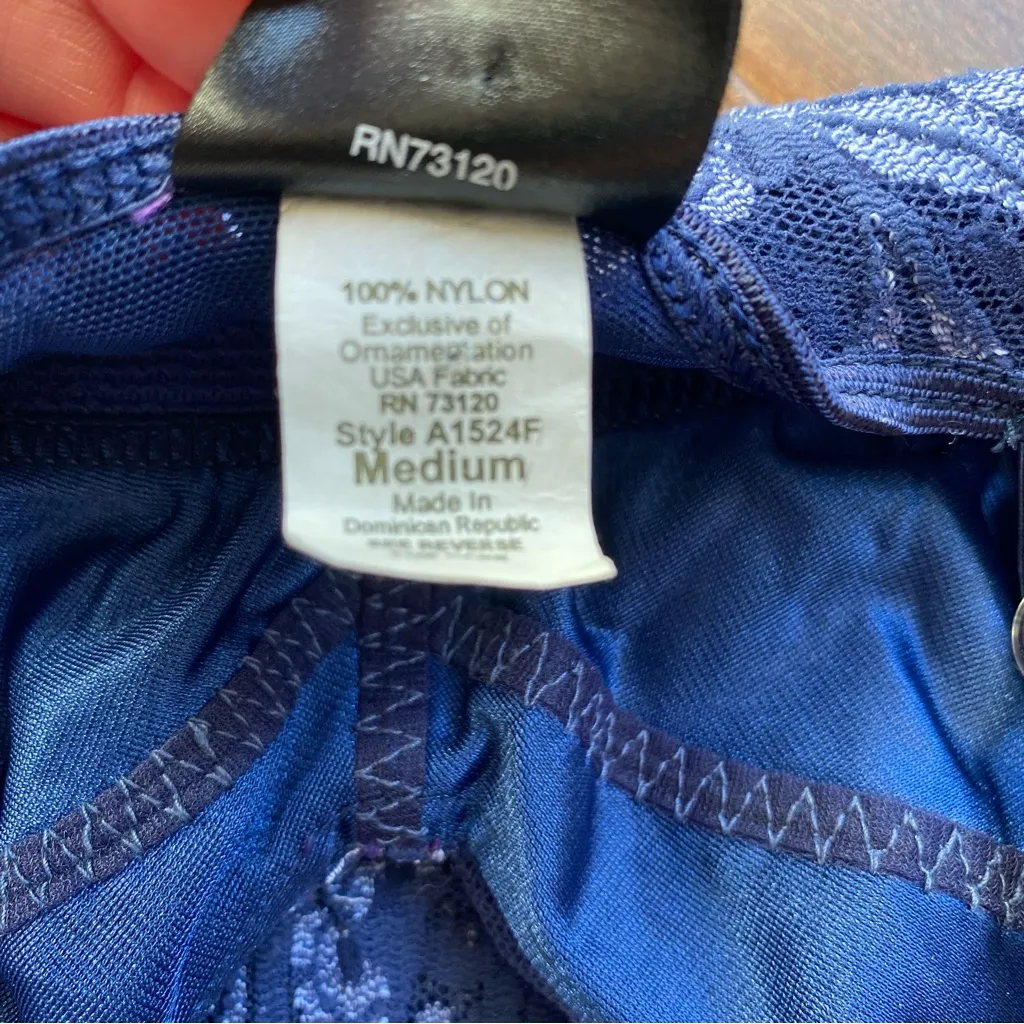 RN73120
100% NYLON
Exclusive of
Ornamentation
USA Fabric
RN 73120
Style A1524F
Medium
Made In
Dominican Republic
SEE REVERSE